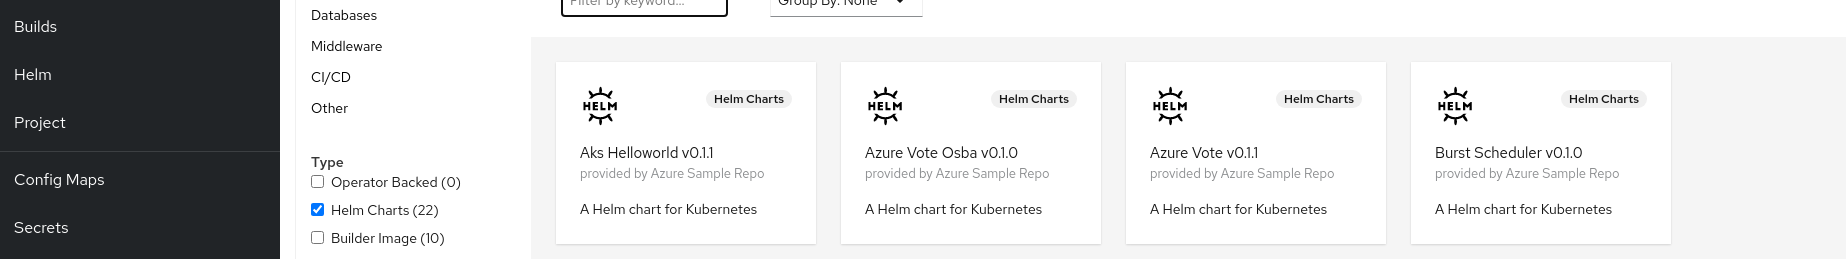 Builds
Helm
Project
Config Maps
Secrets
Databases
Middleware
CI/CD
Other
Type
Operator Backed (0)
Helm Charts (22)
Builder Image (10)
Filter by keyword...
Group By: None
HELM
Helm Charts
Aks Helloworld v0.1.1
provided by Azure Sample Repo
A Helm chart for Kubernetes
HELM
Helm Charts
Azure Vote Osba v0.1.0
provided by Azure Sample Repo
A Helm chart for Kubernetes
HELM
Helm Charts
Azure Vote v0.1.1
provided by Azure Sample Repo
A Helm chart for Kubernetes
HELM
Helm Charts
Burst Scheduler v0.1.0
provided by Azure Sample Repo
A Helm chart for Kubernetes